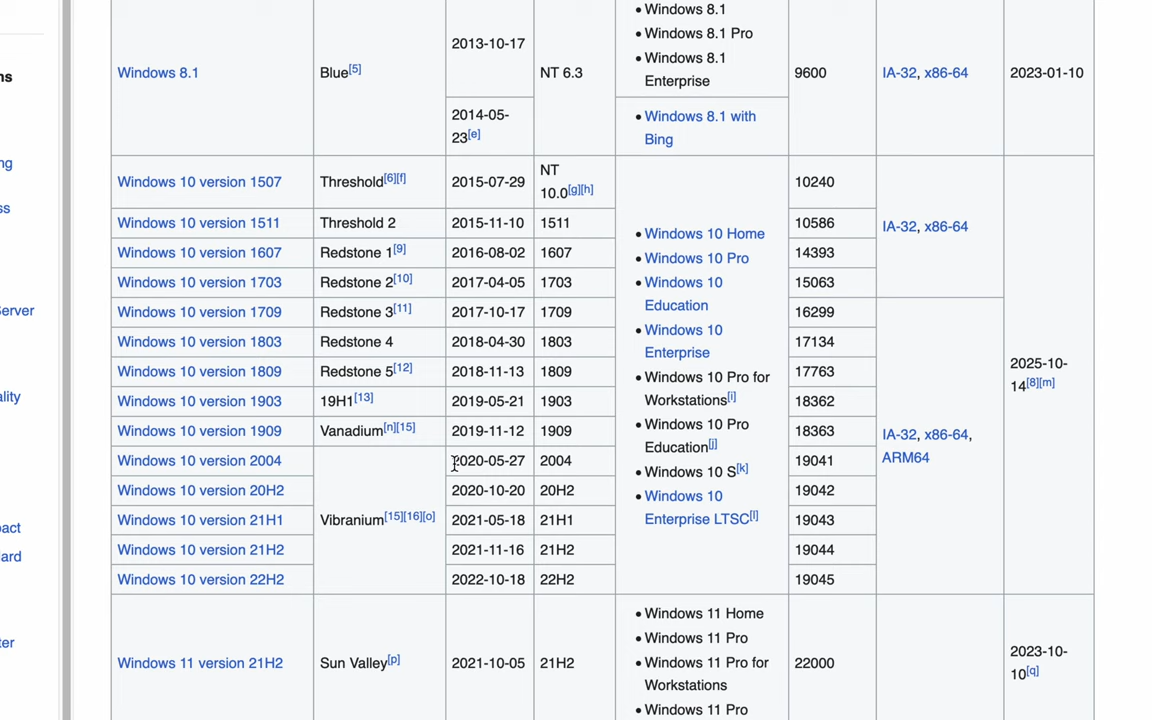 Windows 8.1
Windows 8.1 Pro
Windows 8.1
Enterprise
Windows 8.1 Blue[5] 2013-10-17 NT 6.3 9600 IA-32, x86-64 2023-01-10
2014-05-
23[e]
Windows 8.1 with
Bing
Windows 10 version 1507 Threshold[6][f] 2015-07-29 NT
10.0[g][h] 10240
Windows 10 version 1511 Threshold 2 2015-11-10 1511 10586 IA-32, x86-64
Windows 10 version 1607 Redstone 1[9] 2016-08-02 1607 14393
Windows 10 version 1703 Redstone 2[10] 2017-04-05 1703 15063
Windows 10 version 1709 Redstone 3[11] 2017-10-17 1709 16299
Windows 10 version 1803 Redstone 4 2018-04-30 1803 17134
Windows 10 version 1809 Redstone 5[12] 2018-11-13 1809 17763
Windows 10 version 1903 19H1[13] 2019-05-21 1903 18362
Windows 10 version 1909 Vanadium[n][15] 2019-11-12 1909 18363
Windows 10 version 2004 2020-05-27 2004 19041
Windows 10 version 20H2 2020-10-20 20H2 19042
Windows 10 version 21H1 Vibranium[15][16][o] 2021-05-18 21H1 19043
Windows 10 version 21H2 2021-11-16 21H2 19044
Windows 10 version 22H2 2022-10-18 22H2 19045
Windows 10 Home
Windows 10 Pro
Windows 10
Education
Windows 10
Enterprise
Windows 10 Pro for
Workstations[i]
Windows 10 Pro
Education[j]
Windows 10 S[k]
Windows 10
Enterprise LTSC[l]
IA-32, x86-64,
ARM64
2025-10-
14[8][m]
Windows 11 version 21H2 Sun Valley[p] 2021-10-05 21H2 22000
Windows 11 Home
Windows 11 Pro
Windows 11 Pro for
Workstations
Windows 11 Pro
2023-10-
10[q]
ns
ng
ss
Server
ality
pact
dard
ter